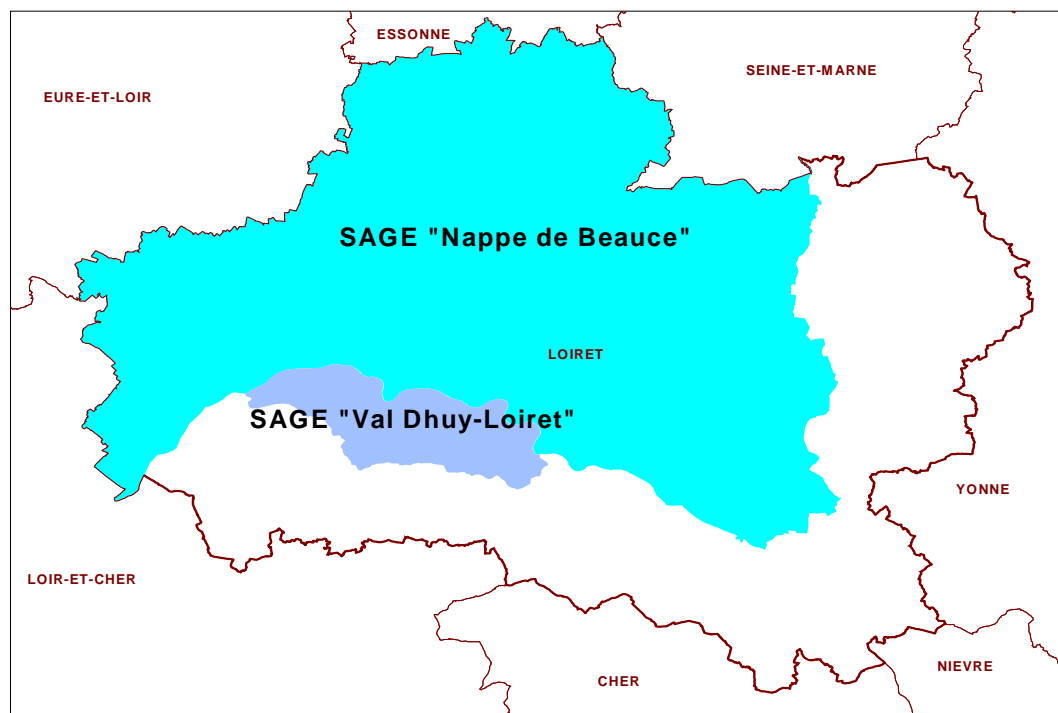 ESSONNE
SEINE-ET-MARNE
EURE-ET-LOIR
SAGE "Nappe de Beauce"
LOIRET
SAGE "Val Dhuy-Loiret"
YONNE
LOIR-ET-CHER
NIEVRE
CHER